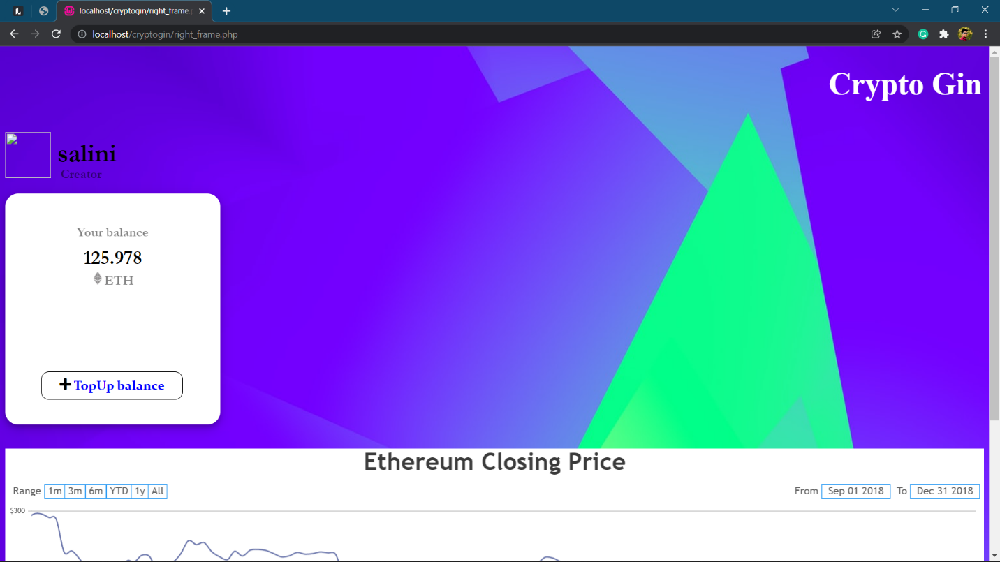 localhost/cryptogin/right_frame.p
localhost/cryptogin/right_frame.php
Crypto Gin
salini
Creator
Your balance
125.978
ETH
TopUp balance
Ethereum Closing Price
Range 1m 3m 6m YTD 1y All From Sep 01 2018 To Dec 31 2018
$300